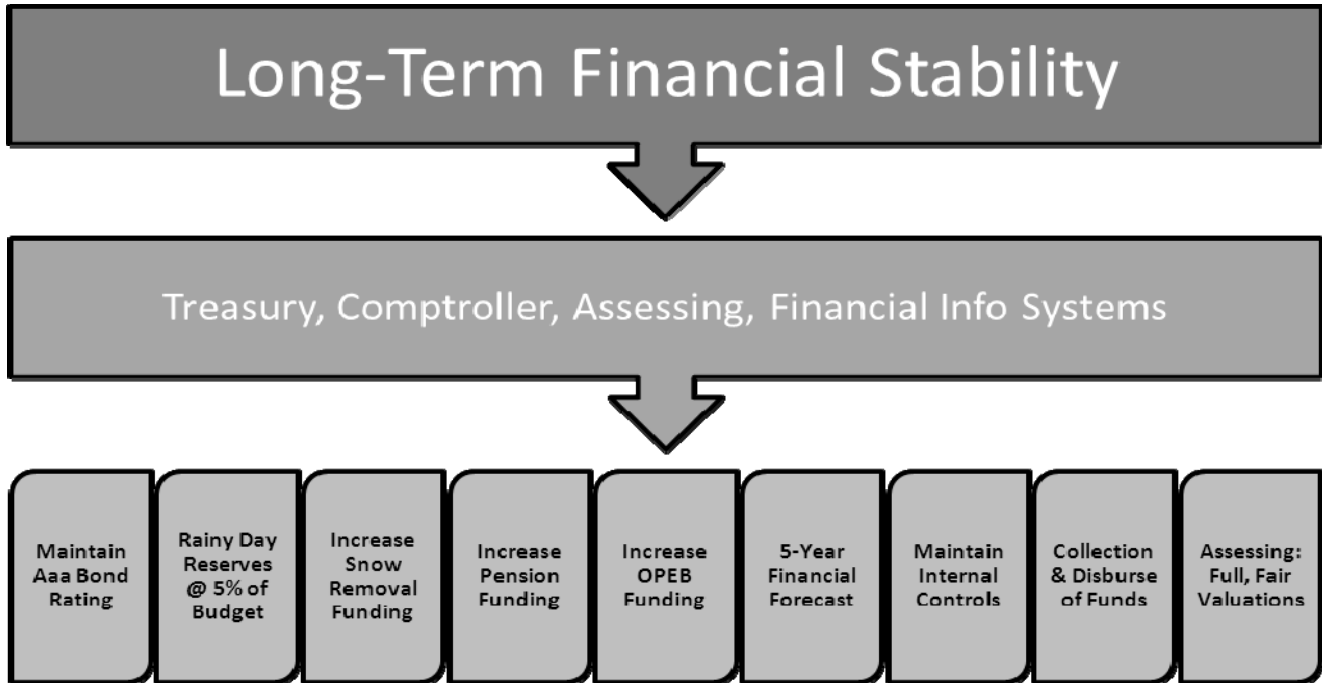 Long-Term Financial Stability
Treasury, Comptroller, Assessing, Financial Info Systems
Maintain
Aaa Bond
Rating
Rainy Day
Reserves
@ 5% of
Budget
Increase
Snow
Removal
Funding
Increase
Pension
Funding
Increase
OPEB
Funding
5-Year
Financial
Forecast
Maintain
Internal
Controls
Collection
& Disburse
of Funds
Assessing:
Full, Fair
Valuations